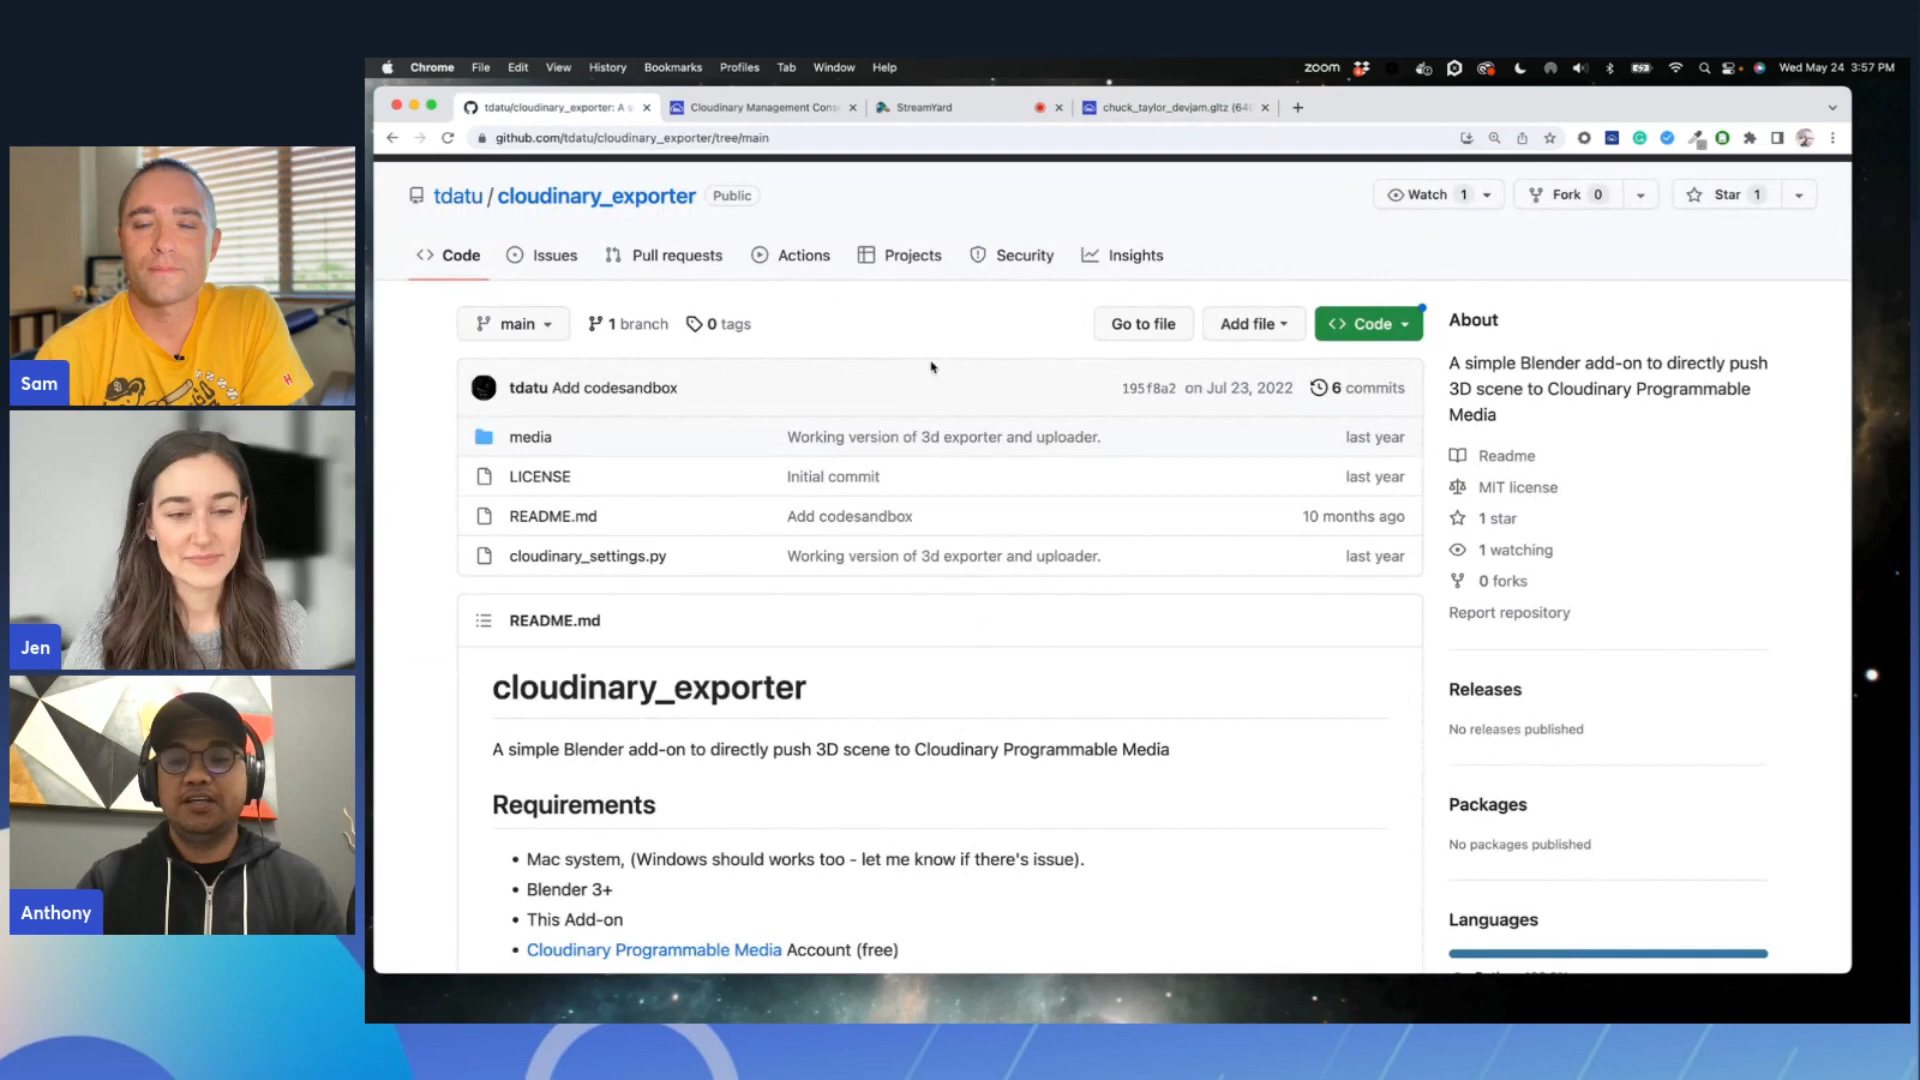 Chrome File Edit View History Bookmarks Profiles Tab Window Help
zoom
Wed May 24 3:57 PM
tdatu/cloudinary_exporter: A s
Cloudinary Management Cons
StreamYard
chuck_taylor_devjam.gltz (640
github.com/tdatu/cloudinary_exporter/tree/main
tdatu / cloudinary_exporter Public
Watch 1
Fork 0
Star 1
Code
Issues
Pull requests
Actions
Projects
Security
Insights
main
1 branch
0 tags
Go to file
Add file
Code
tdatu Add codesandbox
195f8a2 on Jul 23, 2022
6 commits
media Working version of 3d exporter and uploader. last year
LICENSE Initial commit last year
README.md Add codesandbox 10 months ago
cloudinary_settings.py Working version of 3d exporter and uploader. last year
README.md
cloudinary_exporter
A simple Blender add-on to directly push 3D scene to Cloudinary Programmable Media
Requirements
• Mac system, (Windows should works too - let me know if there's issue).
• Blender 3+
• This Add-on
• Cloudinary Programmable Media Account (free)
About
A simple Blender add-on to directly push
3D scene to Cloudinary Programmable
Media
Readme
MIT license
1 star
1 watching
0 forks
Report repository
Releases
No releases published
Packages
No packages published
Languages
Sam
Jen
Anthony